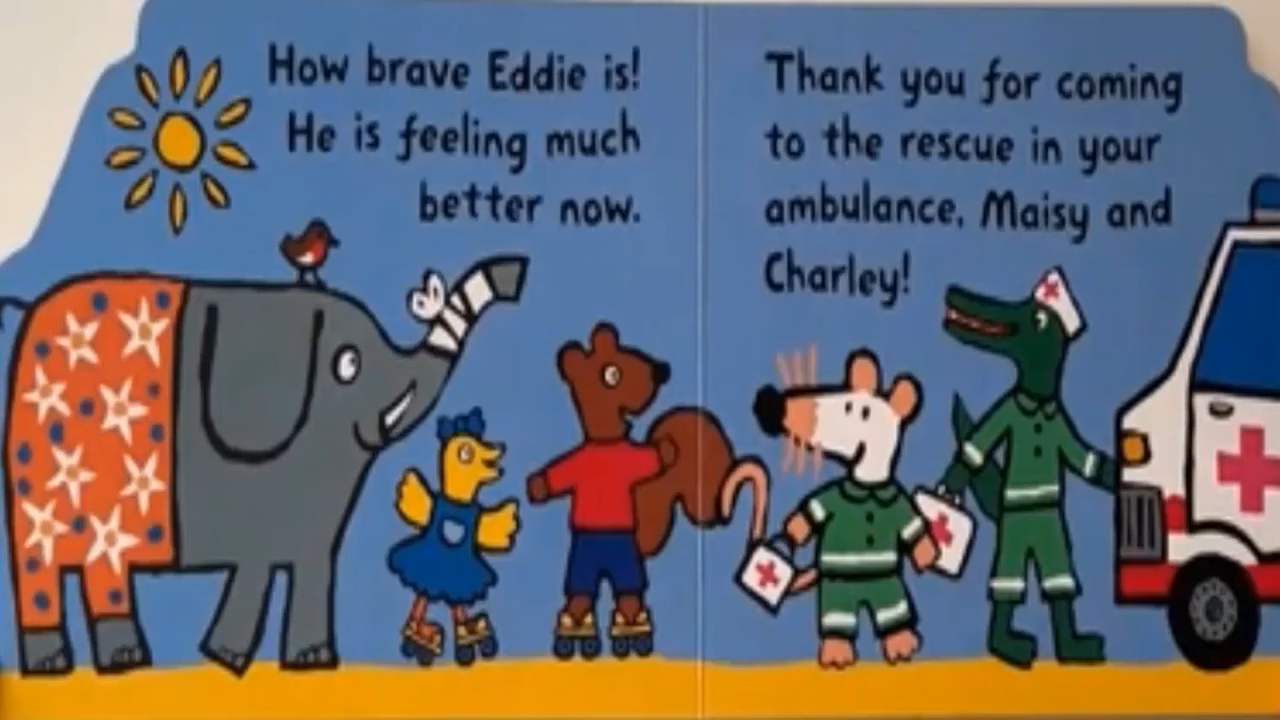 How brave Eddie is!
He is feeling much
better now.
Thank you for coming
to the rescue in your
ambulance, Maisy and
Charley!